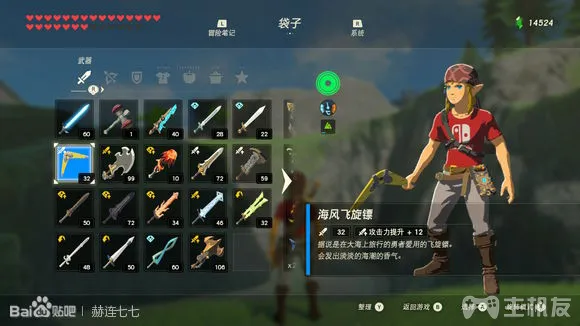 L 袋子 R 14524
冒险笔记 系统
武器
R
60 1 40 28 22
32 99 10 72 59
50 72 34 46 32
48 50 60 106
海风飞旋镖
32 攻击力提升 + 12
据说是在大海上旅行的勇者爱用的飞旋镖。
会发出淡淡的海潮的香气。
整理 Y 返回游戏 B 选择 A
Bai贴吧 | 赫连七七
主机友